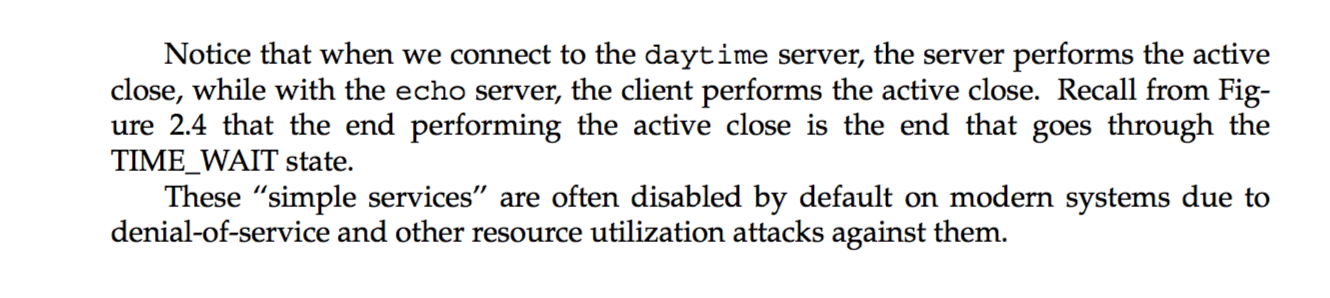 Notice that when we connect to the daytime server, the server performs the active
close, while with the echo server, the client performs the active close. Recall from Fig-
ure 2.4 that the end performing the active close is the end that goes through the
TIME_WAIT state.
These “simple services” are often disabled by default on modern systems due to
denial-of-service and other resource utilization attacks against them.